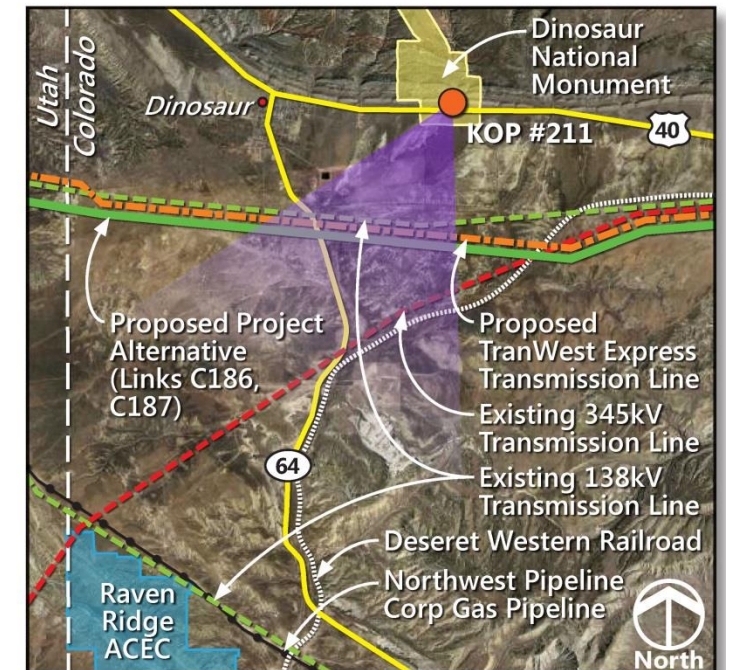 Utah
Colorado
Dinosaur
Dinosaur
National
Monument
KOP #211
40
Proposed Project
Alternative
(Links C186,
C187)
Proposed
TranWest Express
Transmission Line
Existing 345kV
Transmission Line
Existing 138kV
Transmission Line
64
Deseret Western Railroad
Northwest Pipeline
Corp Gas Pipeline
Raven
Ridge
ACEC
North